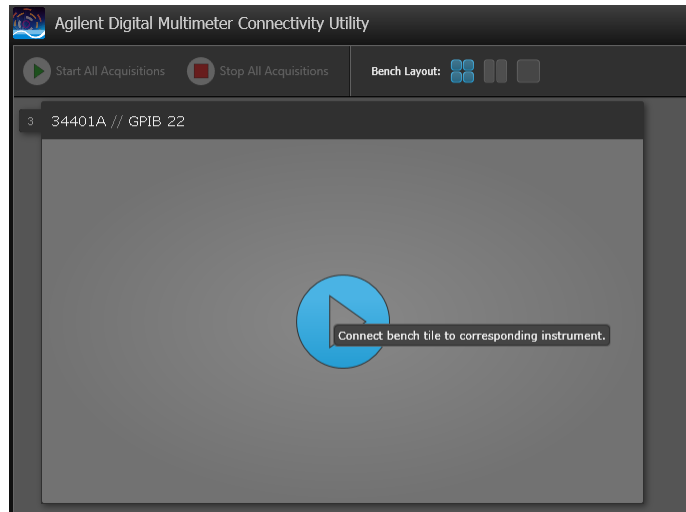 Agilent Digital Multimeter Connectivity Utility
Start All Acquisitions Stop All Acquisitions Bench Layout:
3 34401A // GPIB 22
Connect bench tile to corresponding instrument.